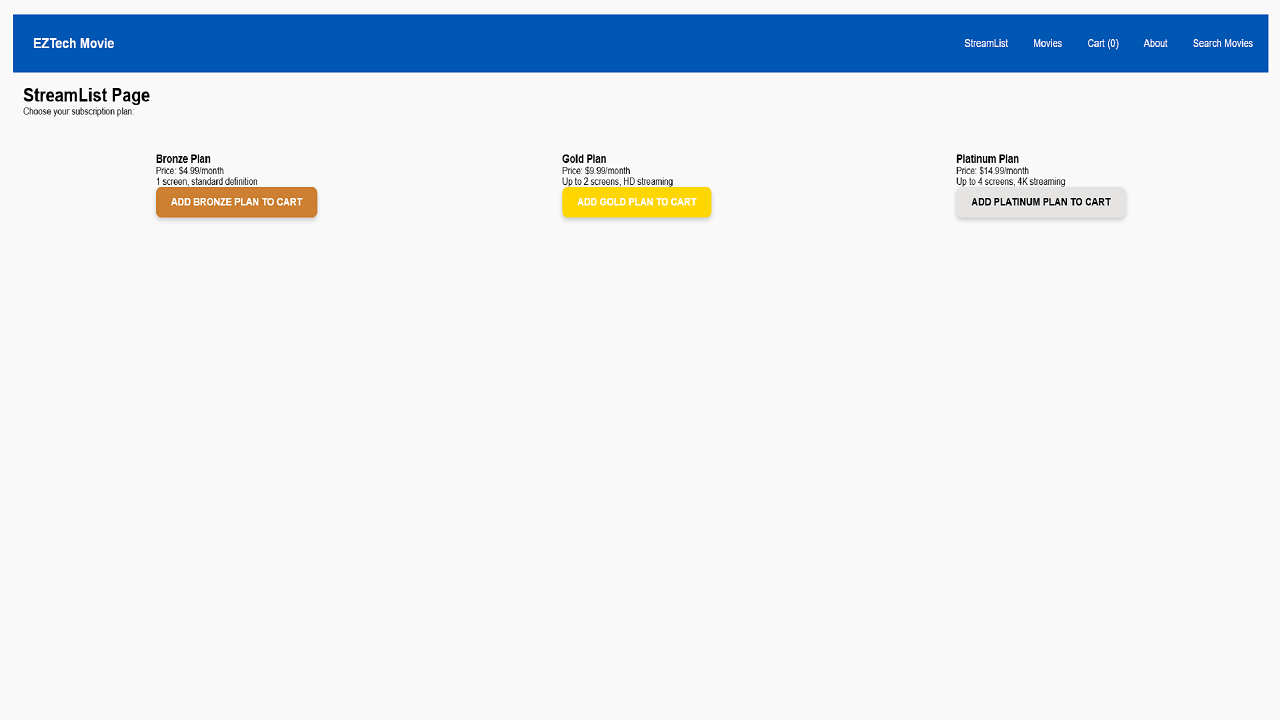 EZTech Movie
StreamList
Movies
Cart (0)
About
Search Movies
StreamList Page
Choose your subscription plan:
Bronze Plan
Price: $4.99/month
1 screen, standard definition
ADD BRONZE PLAN TO CART
Gold Plan
Price: $9.99/month
Up to 2 screens, HD streaming
ADD GOLD PLAN TO CART
Platinum Plan
Price: $14.99/month
Up to 4 screens, 4K streaming
ADD PLATINUM PLAN TO CART